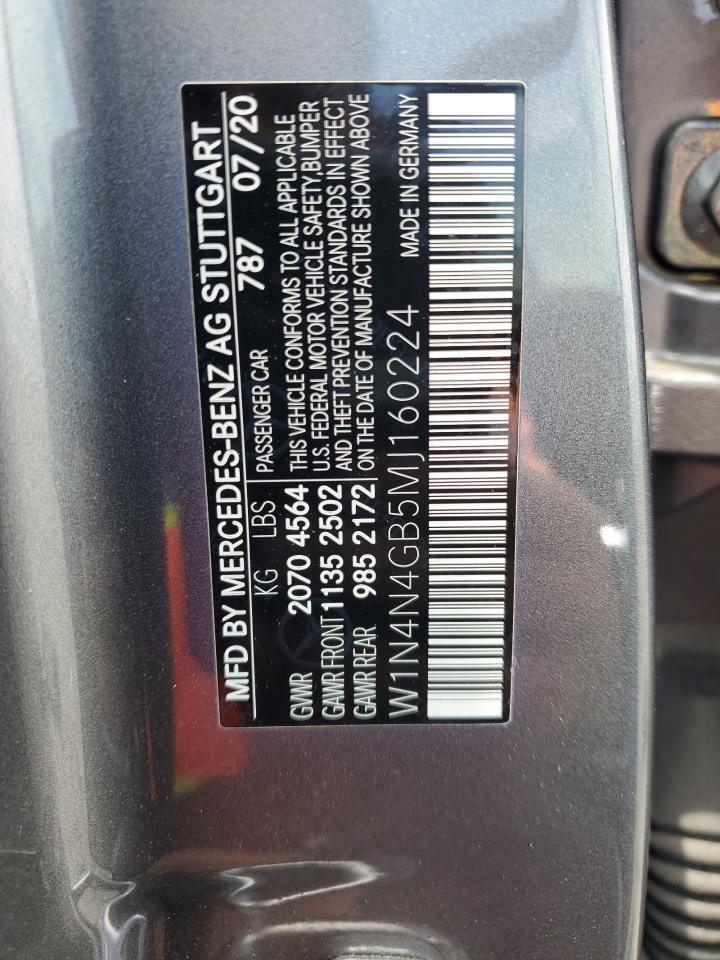 MFD BY MERCEDES-BENZ AG STUTTGART
787 07/20
KG LBS PASSENGER CAR
GVWR 2070 4564 THIS VEHICLE CONFORMS TO ALL APPLICABLE
GAWR FRONT 1135 2502 U.S. FEDERAL MOTOR VEHICLE SAFETY,BUMPER
AND THEFT PREVENTION STANDARDS IN EFFECT
GAWR REAR 985 2172 ON THE DATE OF MANUFACTURE SHOWN ABOVE
W1N4N4GB5MJ160224 MADE IN GERMANY